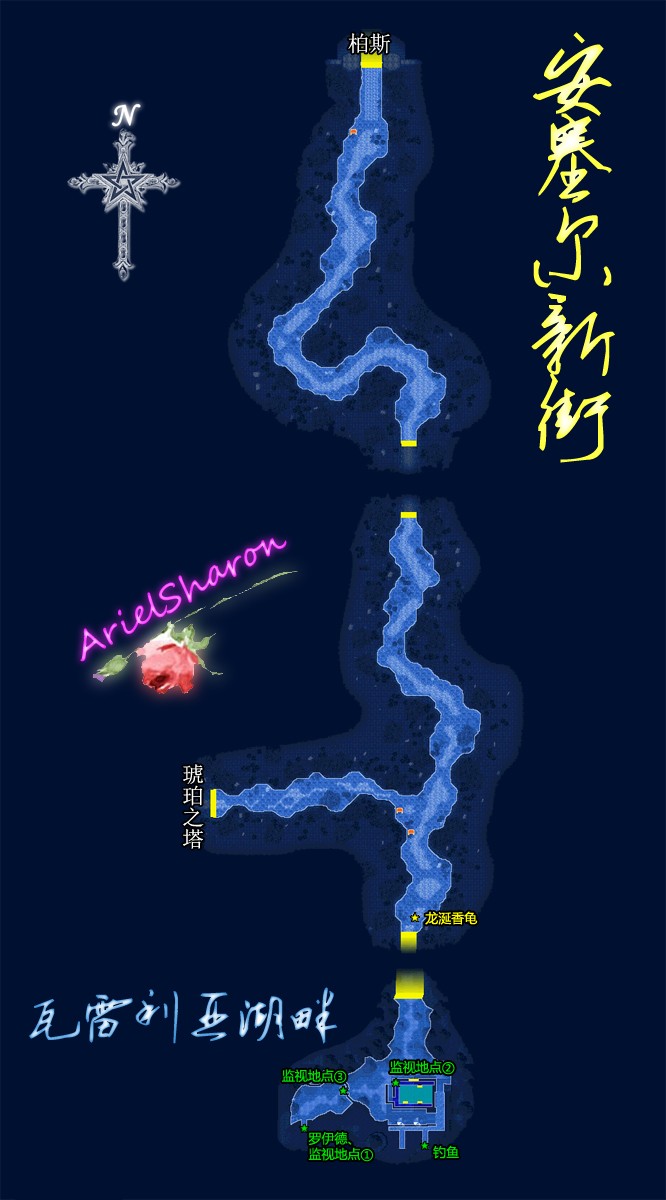 柏斯
安塞尔新街
N
ArielSharon
琥珀之塔
龙涎香龟
瓦雷利亚湖畔
监视地点②
监视地点③
罗伊德、
监视地点①
钓鱼